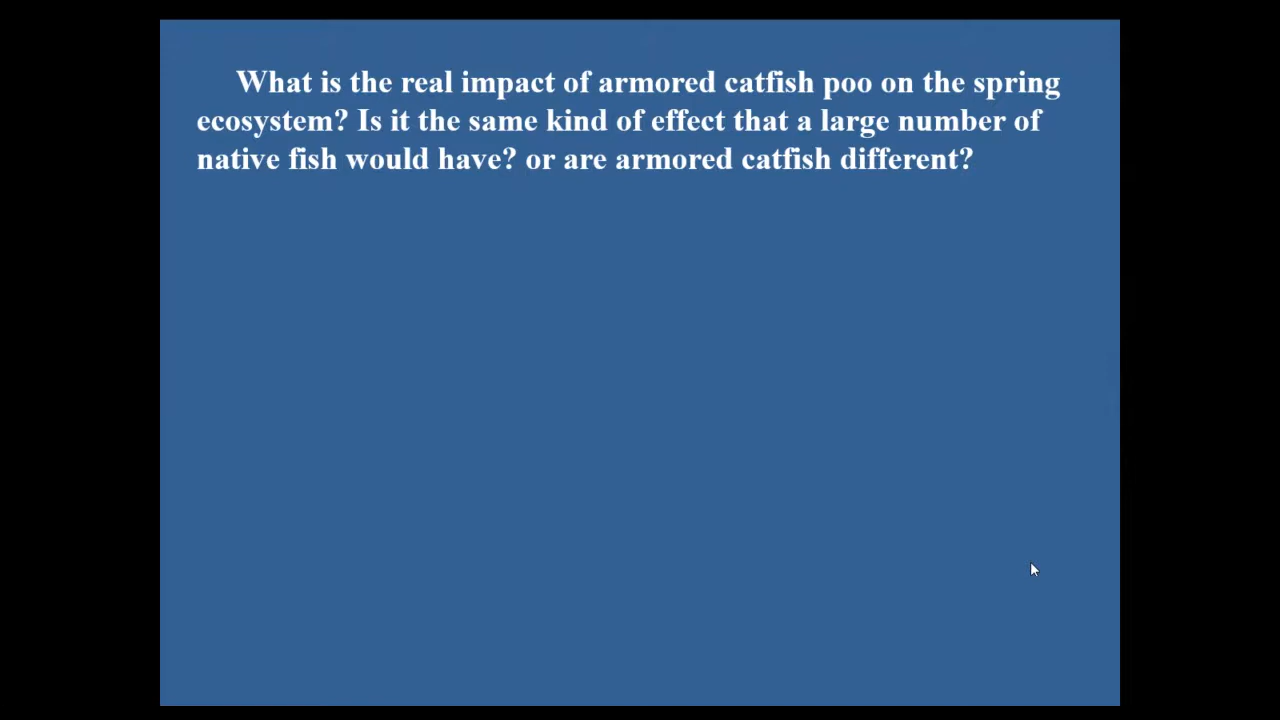 What is the real impact of armored catfish poo on the spring
ecosystem? Is it the same kind of effect that a large number of
native fish would have? or are armored catfish different?